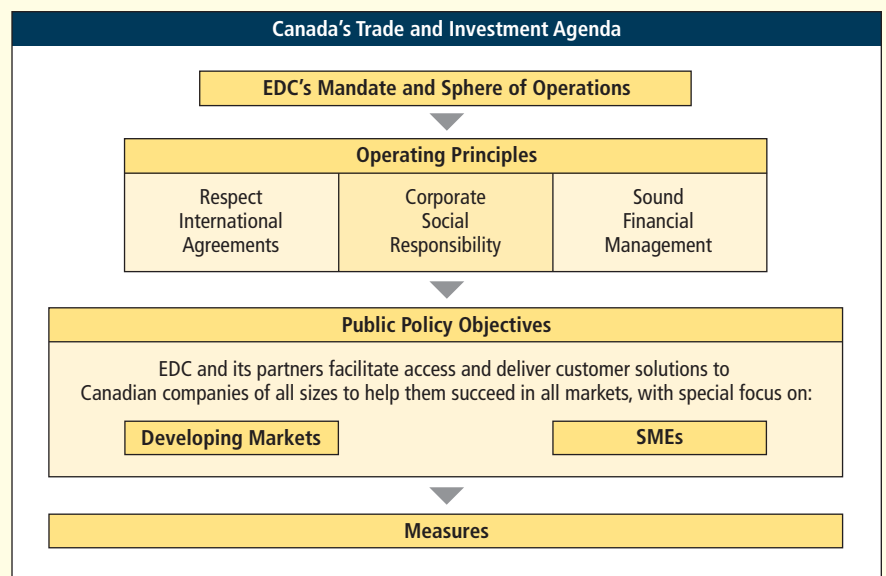 Canada's Trade and Investment Agenda
EDC's Mandate and Sphere of Operations
Operating Principles
Respect
International
Agreements
Corporate
Social
Responsibility
Sound
Financial
Management
Public Policy Objectives
EDC and its partners facilitate access and deliver customer solutions to
Canadian companies of all sizes to help them succeed in all markets, with special focus on:
Developing Markets
SMEs
Measures